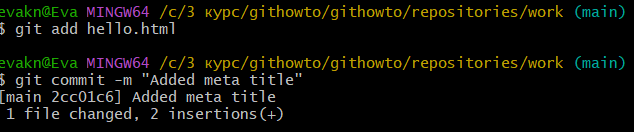 evakn@Eva MINGW64 /c/3 курс/githowto/githowto/repositories/work (main)
$ git add hello.html
evakn@Eva MINGW64 /c/3 курс/githowto/githowto/repositories/work (main)
$ git commit -m "Added meta title"
[main 2cc01c6] Added meta title
1 file changed, 2 insertions(+)